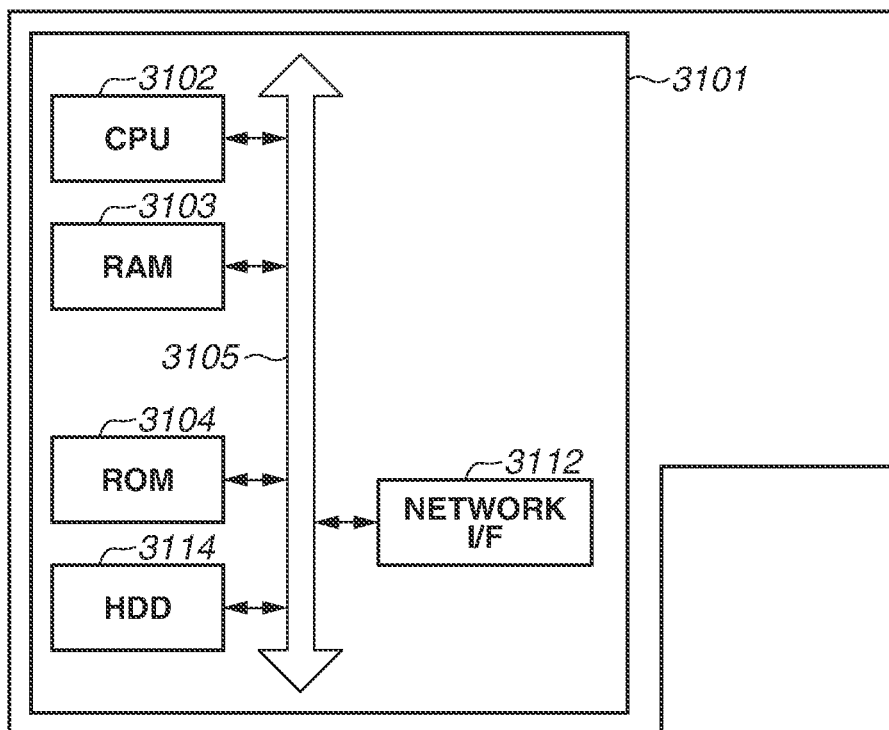 3102
3101
CPU
3103
RAM
3105
3104
ROM
3112
NETWORK
I/F
3114
HDD